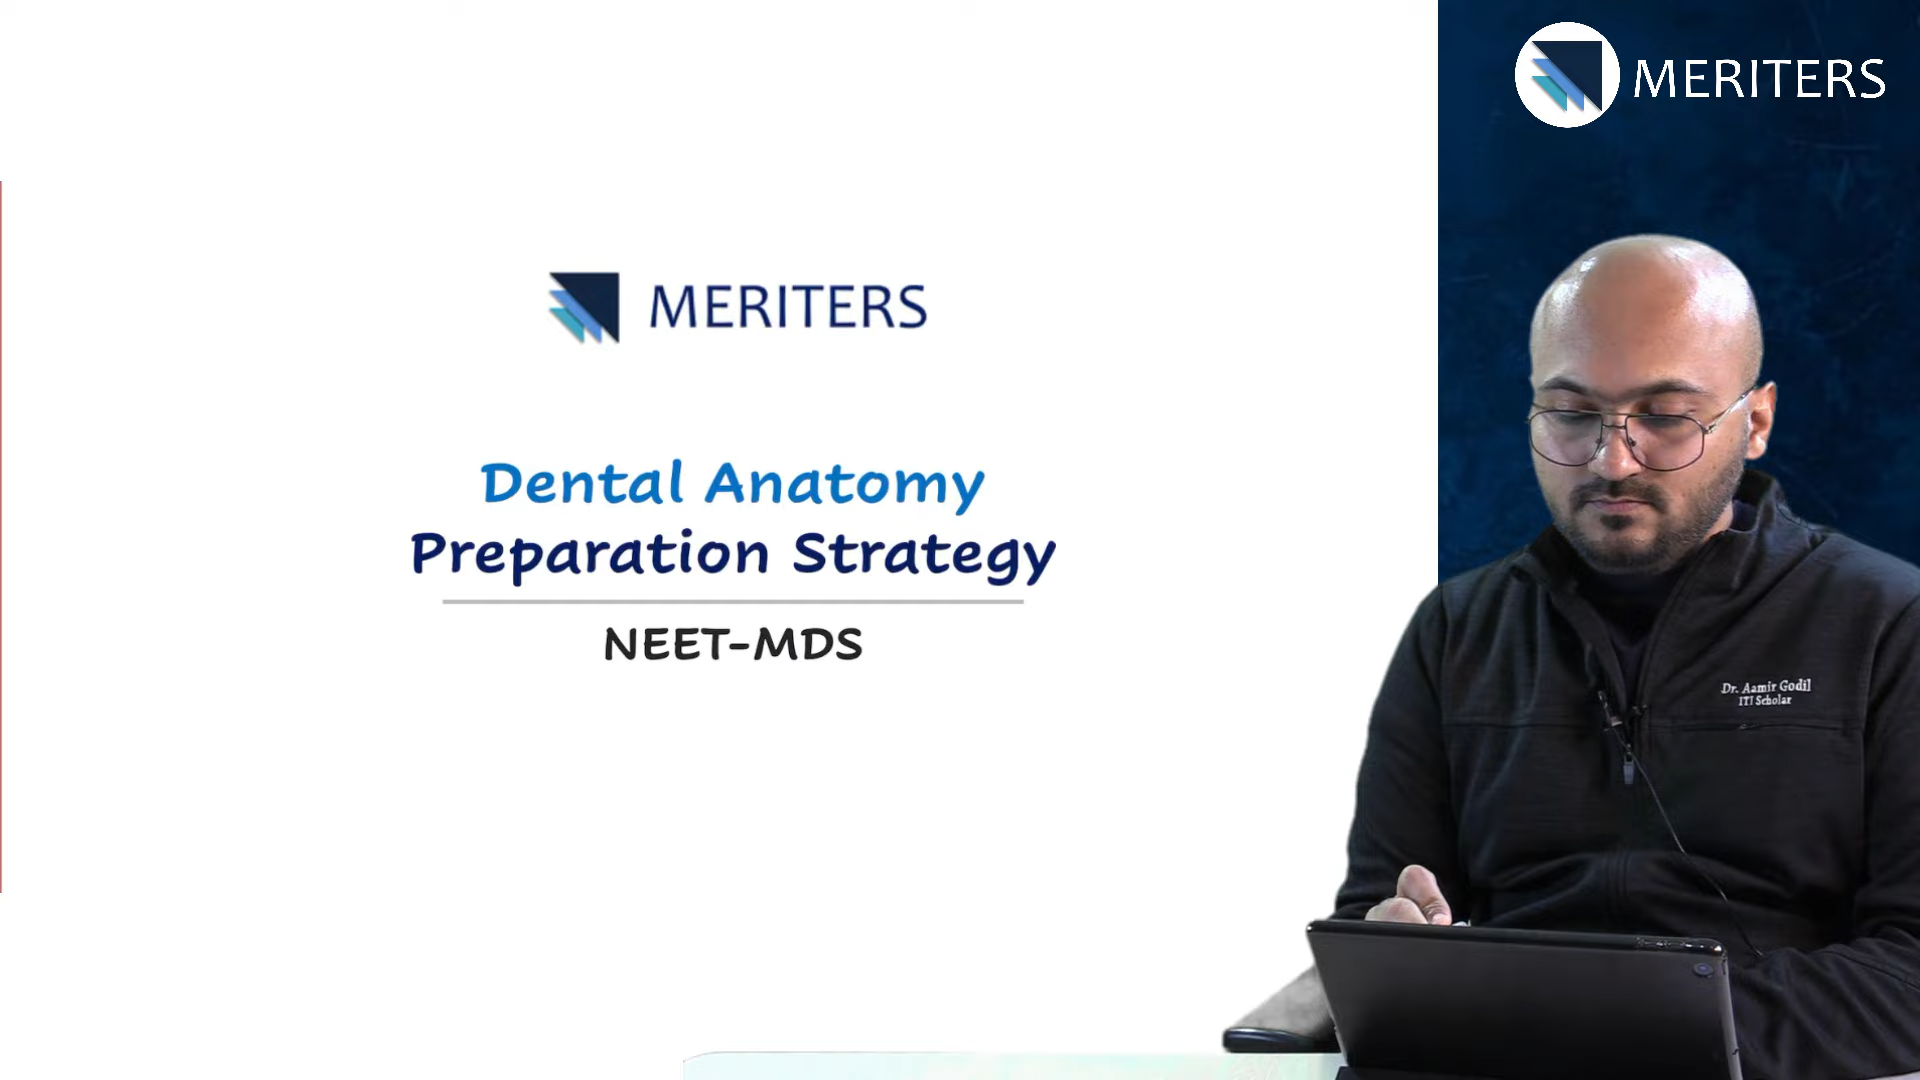 MERITERS
MERITERS
Dental Anatomy
Preparation Strategy
NEET-MDS
Dr. Aamir Godil
ITI Scholar